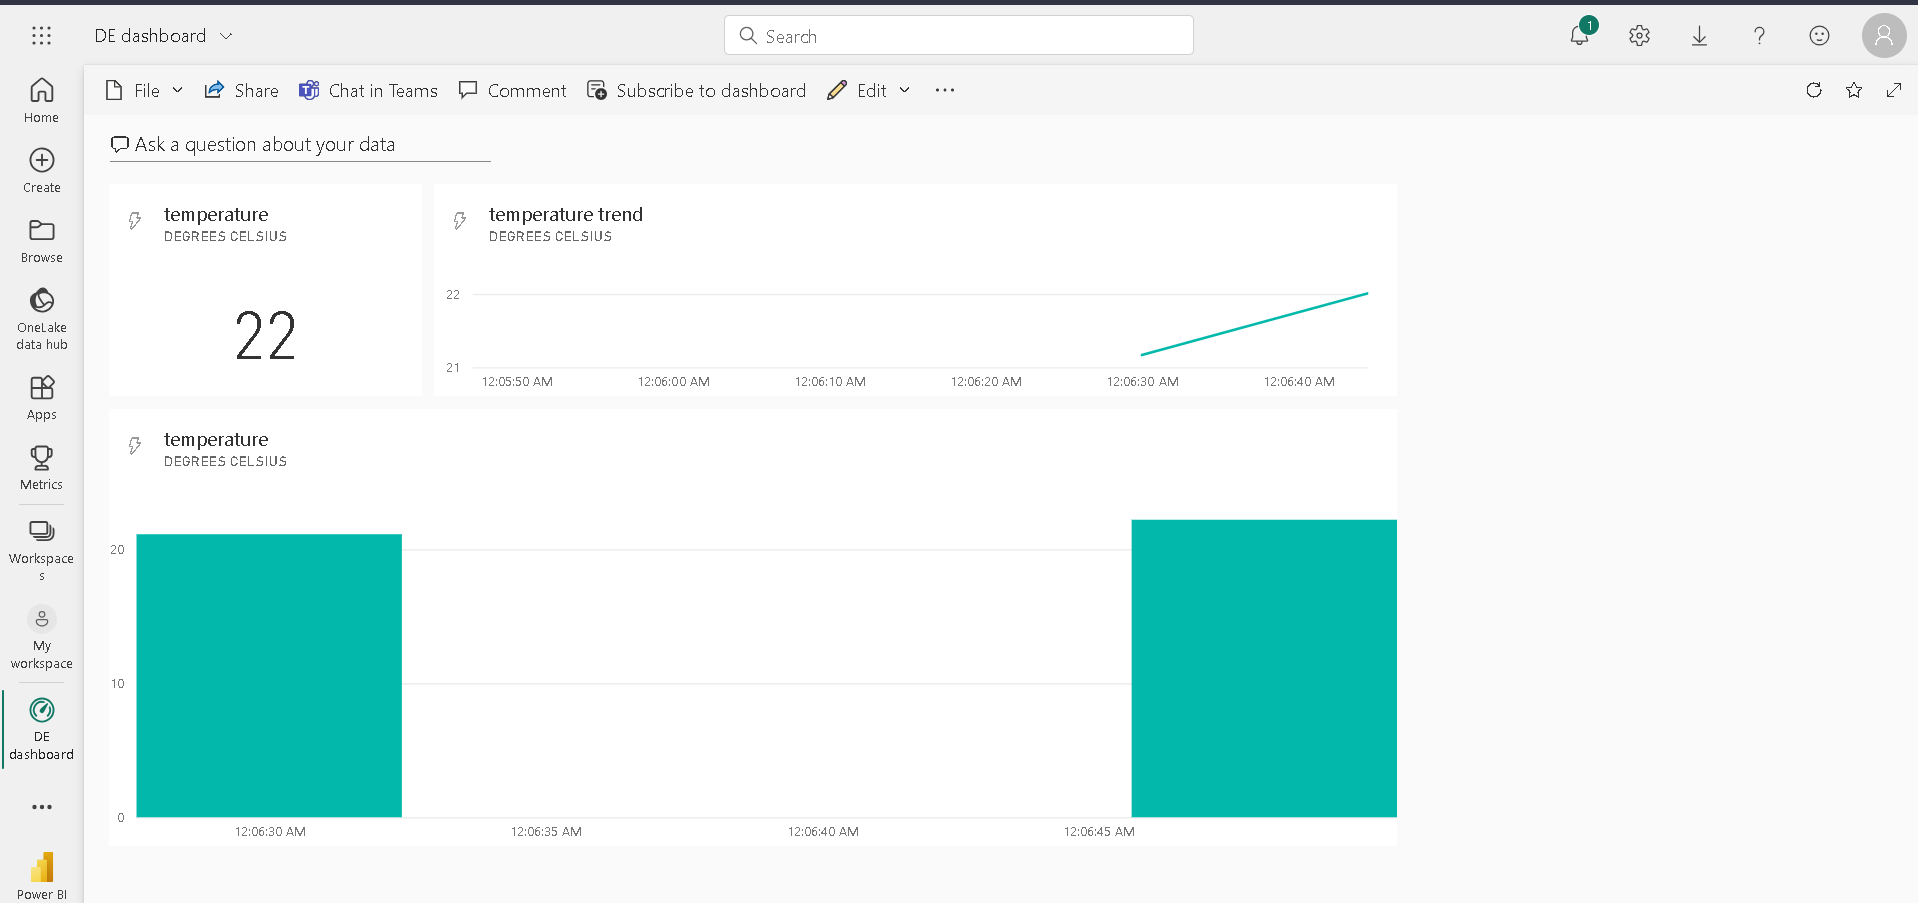 DE dashboard
Search
1
Home
Create
Browse
OneLake
data hub
Apps
Metrics
Workspace
s
My
workspace
DE
dashboard
Power BI
File
Share
Chat in Teams
Comment
Subscribe to dashboard
Edit
Ask a question about your data
temperature
DEGREES CELSIUS
22
temperature trend
DEGREES CELSIUS
22
21
12:05:50 AM
12:06:00 AM
12:06:10 AM
12:06:20 AM
12:06:30 AM
12:06:40 AM
temperature
DEGREES CELSIUS
20
10
0
12:06:30 AM
12:06:35 AM
12:06:40 AM
12:06:45 AM